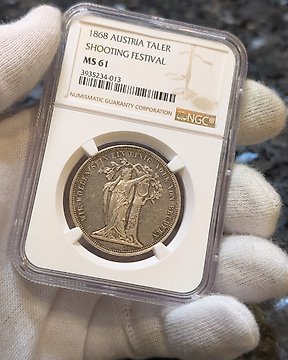 1868 AUSTRIA TALER
SHOOTING FESTIVAL
MS 61
3935234-013
NUMISMATIC GUARANTY CORPORATION
NGC®